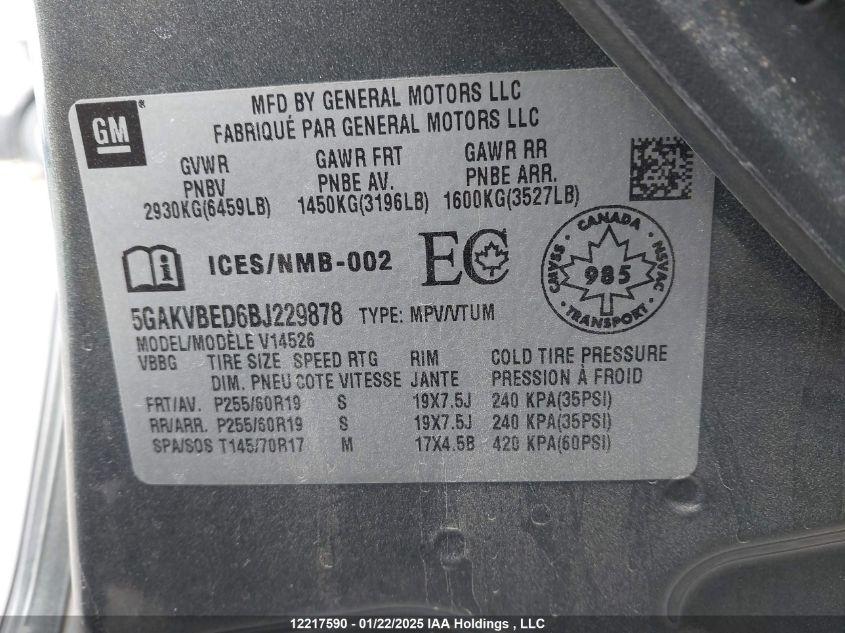 GM
®
MFD BY GENERAL MOTORS LLC
FABRIQUÉ PAR GENERAL MOTORS LLC
GVWR GAWR FRT GAWR RR
PNBV PNBE AV. PNBE ARR.
2930KG(6459LB) 1450KG(3196LB) 1600KG(3527LB)
i ICES/NMB-002 EC
CANADA
CMVSS 985 NSVAC
TRANSPORT
5GAKVBED6BJ229878 TYPE: MPV/VTUM
MODEL/MODÈLE V14526
VBBG TIRE SIZE SPEED RTG RIM COLD TIRE PRESSURE
DIM. PNEU COTE VITESSE JANTE PRESSION À FROID
FRT/AV. P255/60R19 S 19X7.5J 240 KPA(35PSI)
RR/ARR. P255/60R19 S 19X7.5J 240 KPA(35PSI)
SPA/SOS T145/70R17 M 17X4.5B 420 KPA(60PSI)
12217590 - 01/22/2025 IAA Holdings , LLC